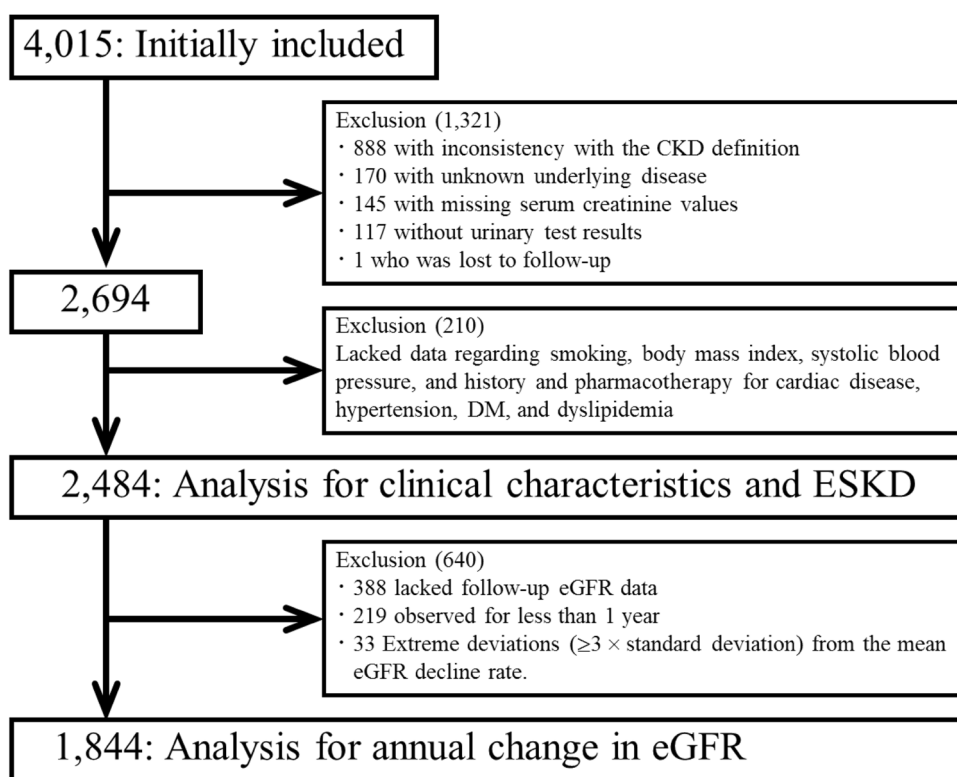 4,015: Initially included
Exclusion (1,321)
・888 with inconsistency with the CKD definition
・170 with unknown underlying disease
・145 with missing serum creatinine values
・117 without urinary test results
・1 who was lost to follow-up
2,694
Exclusion (210)
Lacked data regarding smoking, body mass index, systolic blood
pressure, and history and pharmacotherapy for cardiac disease,
hypertension, DM, and dyslipidemia
2,484: Analysis for clinical characteristics and ESKD
Exclusion (640)
・388 lacked follow-up eGFR data
・219 observed for less than 1 year
・33 Extreme deviations (≥3 × standard deviation) from the mean
eGFR decline rate.
1,844: Analysis for annual change in eGFR